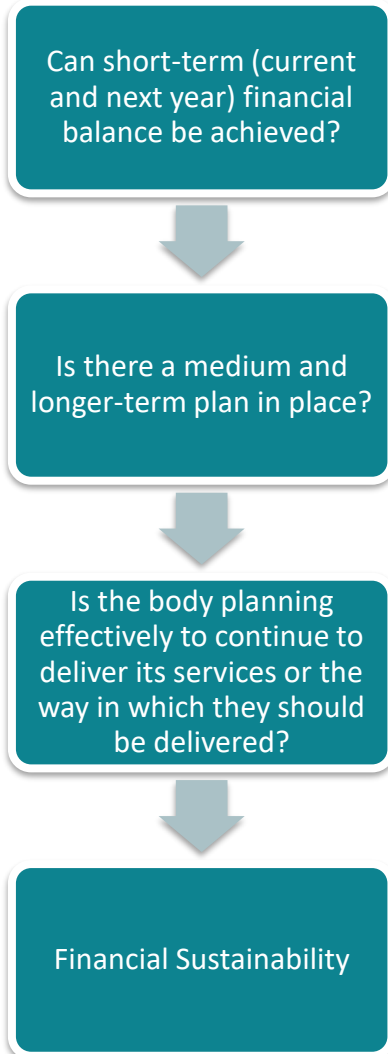 Can short-term (current
and next year) financial
balance be achieved?
Is there a medium and
longer-term plan in place?
Is the body planning
effectively to continue to
deliver its services or the
way in which they should
be delivered?
Financial Sustainability